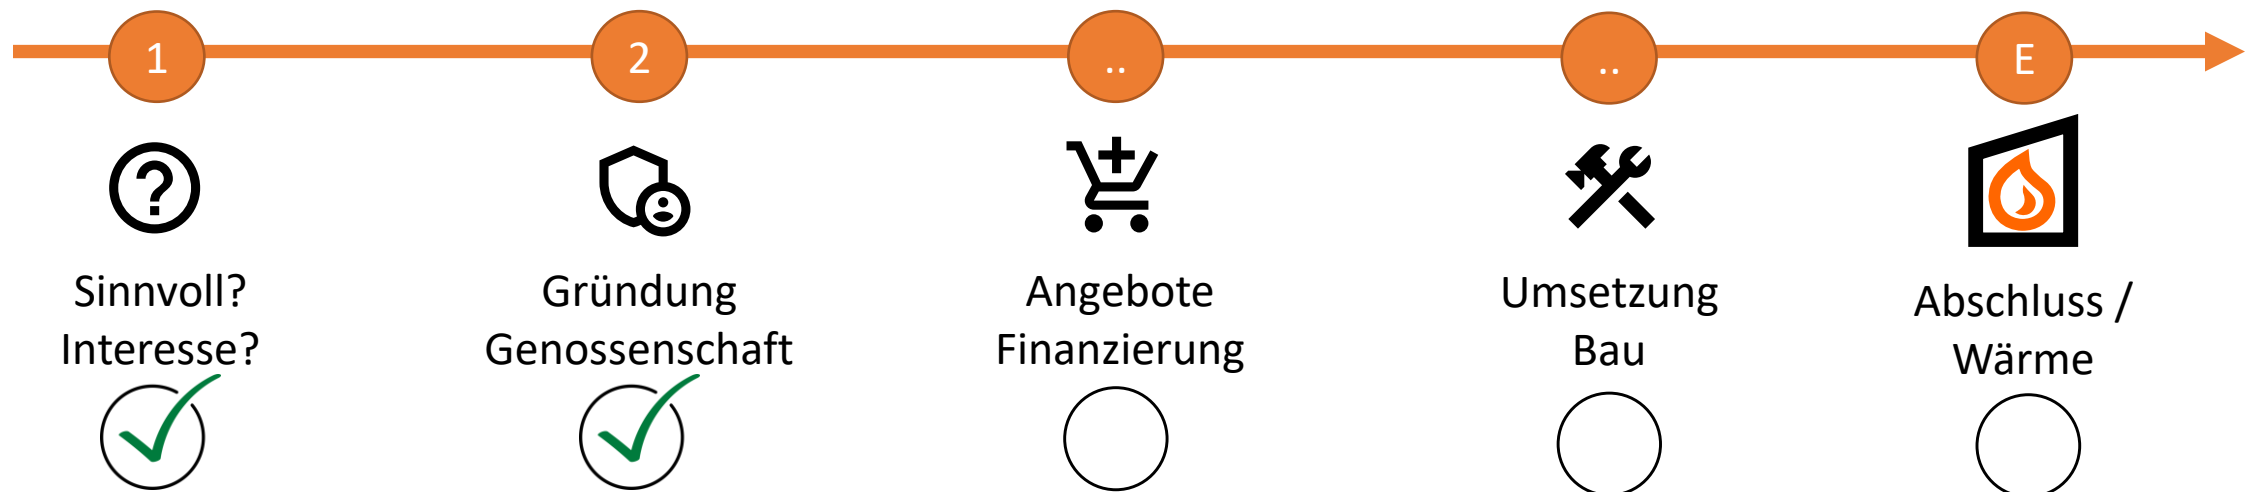 1
2
..
..
E
Sinnvoll?
Interesse?
Gründung
Genossenschaft
Angebote
Finanzierung
Umsetzung
Bau
Abschluss /
Wärme